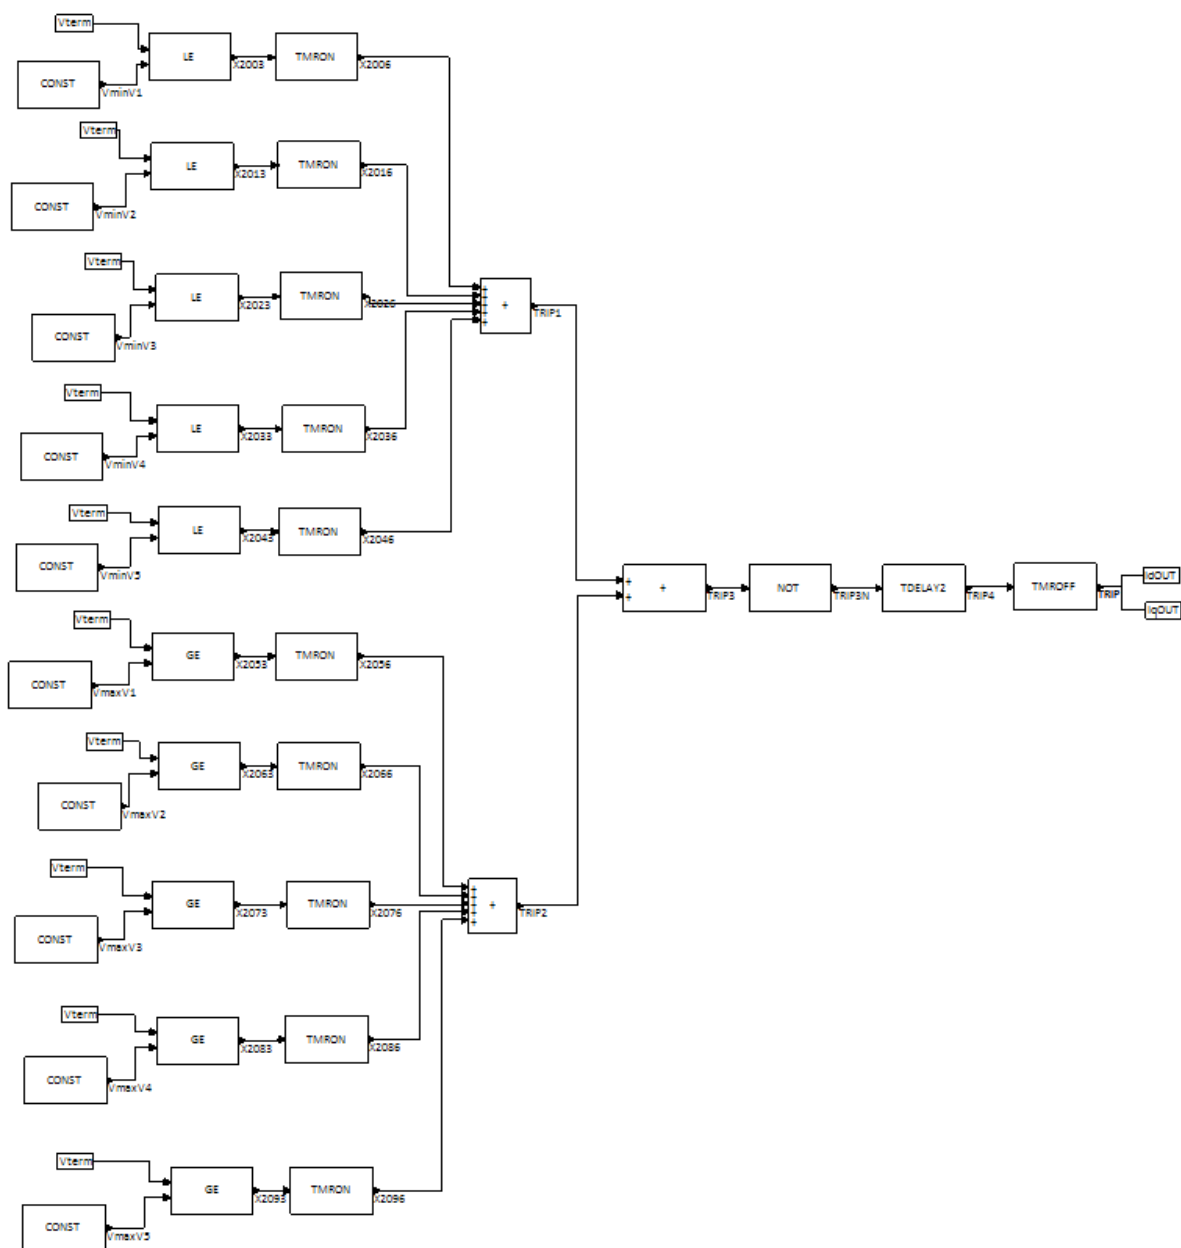 Vterm
LE
TMRON
CONST
X2003
X2006
VminV1
Vterm
LE
TMRON
X2013
X2016
CONST
VminV2
Vterm
LE
TMRON
X2023
X2026
CONST
VminV3
+
+
+
+
+
+
TRIP1
Vterm
LE
TMRON
X2033
X2036
CONST
VminV4
Vterm
LE
TMRON
X2043
X2046
CONST
VminV5
+
+
+
TRIP3
NOT
TRIP3N
TDELAY2
TRIP4
TMROFF
TRIP
IdOUT
IqOUT
Vterm
GE
TMRON
X2053
X2056
CONST
VmaxV1
Vterm
GE
TMRON
X2063
X2066
CONST
VmaxV2
Vterm
GE
TMRON
X2073
X2076
CONST
VmaxV3
+
+
+
+
+
+
TRIP2
Vterm
GE
TMRON
X2083
X2086
CONST
VmaxV4
Vterm
GE
TMRON
X2093
X2096
CONST
VmaxV5